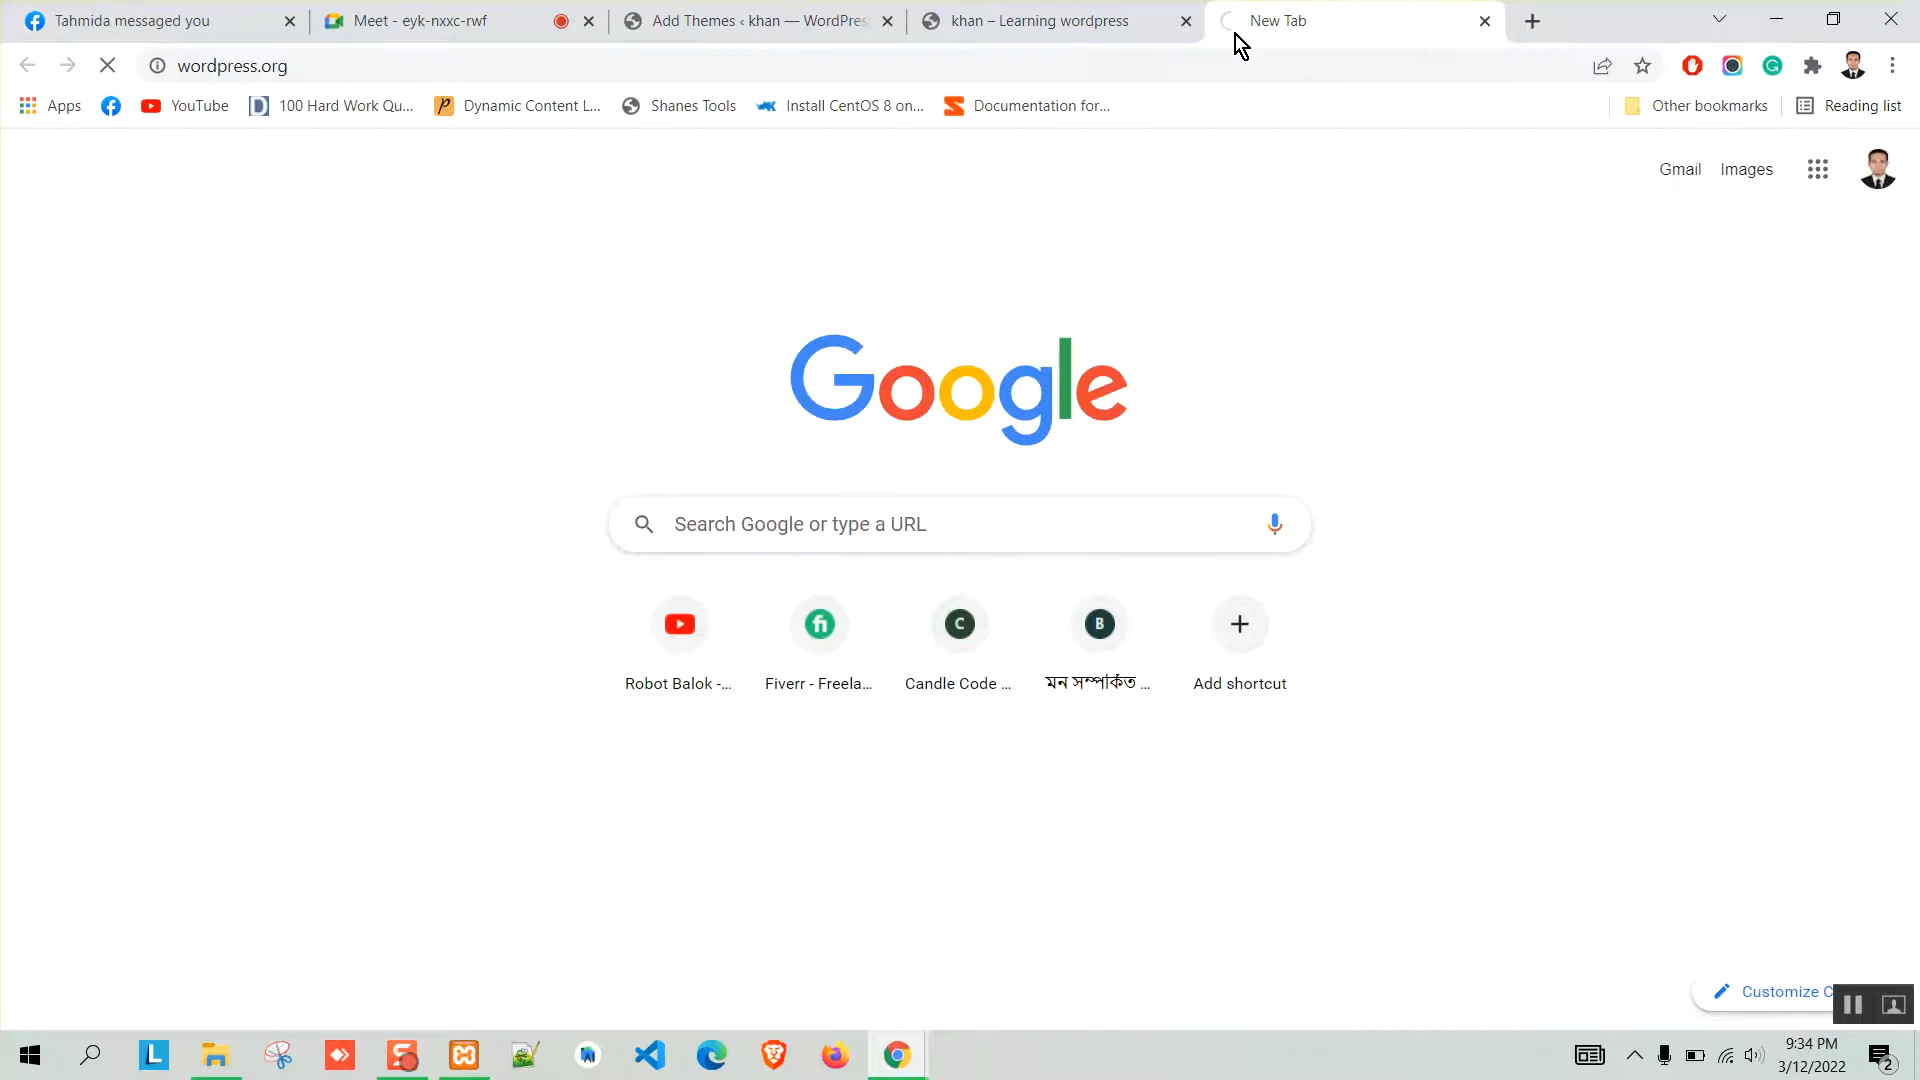 Tahmida messaged you
Meet - eyk-nxxc-rwf
Add Themes ‹ khan — WordPres
khan – Learning wordpress
New Tab
wordpress.org
Apps
YouTube
100 Hard Work Qu...
Dynamic Content L...
Shanes Tools
Install CentOS 8 on...
Documentation for...
Other bookmarks
Reading list
Gmail
Images
Google
Search Google or type a URL
C
B
Robot Balok -...
Fiverr - Freela...
Candle Code ...
মন সম্পর্কিত ...
Add shortcut
Customize C
9:34 PM
3/12/2022
2